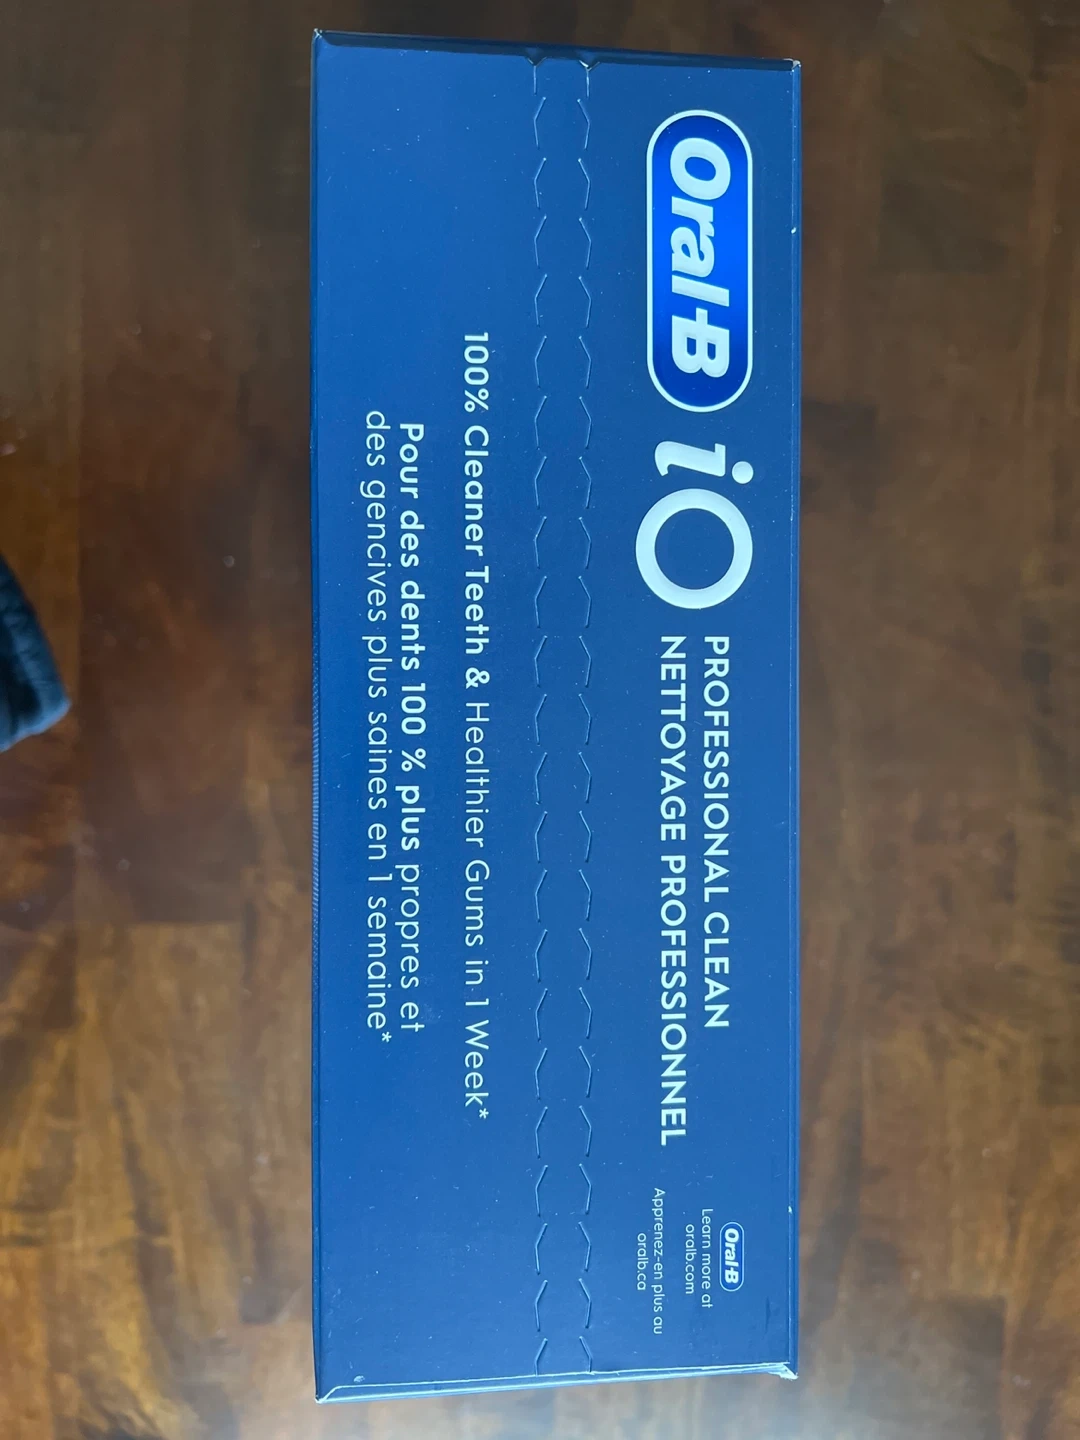 Oral-B iO
PROFESSIONAL CLEAN
NETTOYAGE PROFESSIONNEL
Oral-B
Learn more at
oralb.com
Apprenez-en plus au
oralb.ca
100% Cleaner Teeth & Healthier Gums in 1 Week*
Pour des dents 100 % plus propres et
des gencives plus saines en 1 semaine*